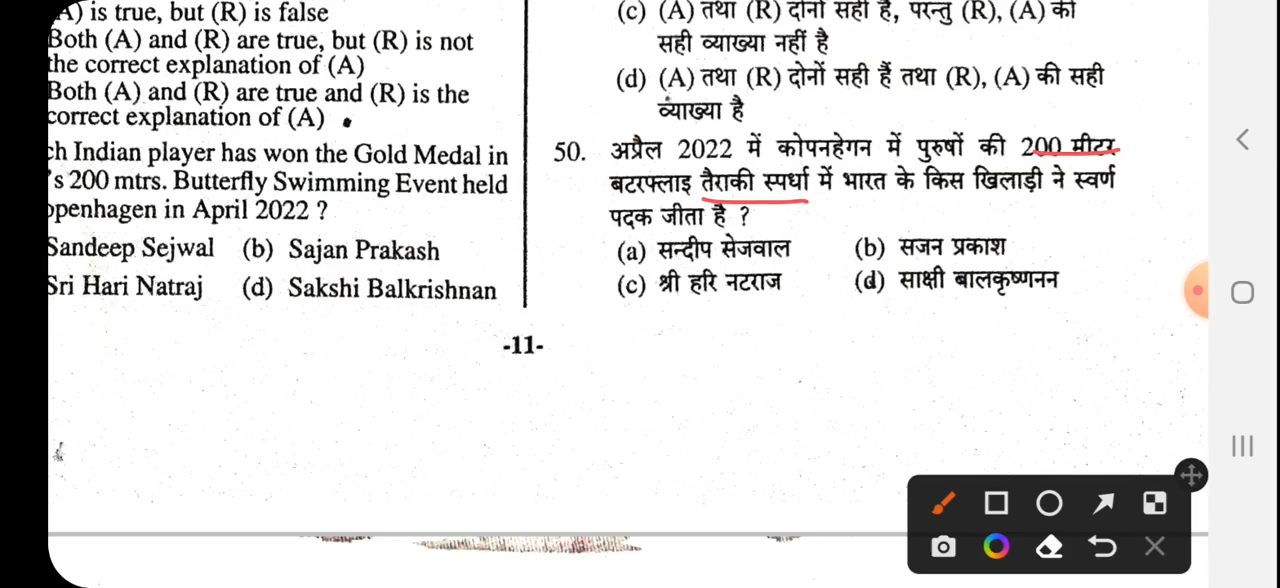 A) is true, but (R) is false
Both (A) and (R) are true, but (R) is not
the correct explanation of (A)
Both (A) and (R) are true and (R) is the
correct explanation of (A)
ch Indian player has won the Gold Medal in
's 200 mtrs. Butterfly Swimming Event held
openhagen in April 2022 ?
Sandeep Sejwal (b) Sajan Prakash
Sri Hari Natraj (d) Sakshi Balkrishnan
(c) (A) तथा (R) दोनों सही हैं, परन्तु (R), (A) की
सही व्याख्या नहीं है
(d) (A) तथा (R) दोनों सही हैं तथा (R), (A) की सही
व्याख्या है
50. अप्रैल 2022 में कोपनहेगन में पुरुषों की 200 मीटर
बटरफ्लाइ तैराकी स्पर्धा में भारत के किस खिलाड़ी ने स्वर्ण
पदक जीता है ?
(a) सन्दीप सेजवाल (b) सजन प्रकाश
(c) श्री हरि नटराज (d) साक्षी बालकृष्णनन
-11-